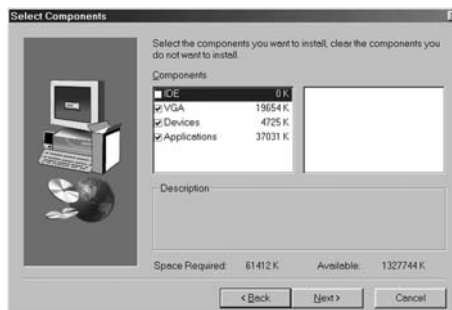 Select Components
Select the components you want to install, clear the components you
do not want to install.
Components
IDE 0 K
VGA 19654 K
Devices 4725 K
Applications 37031 K
Description
Space Required: 61412 K Available: 1327744 K
< Back Next > Cancel